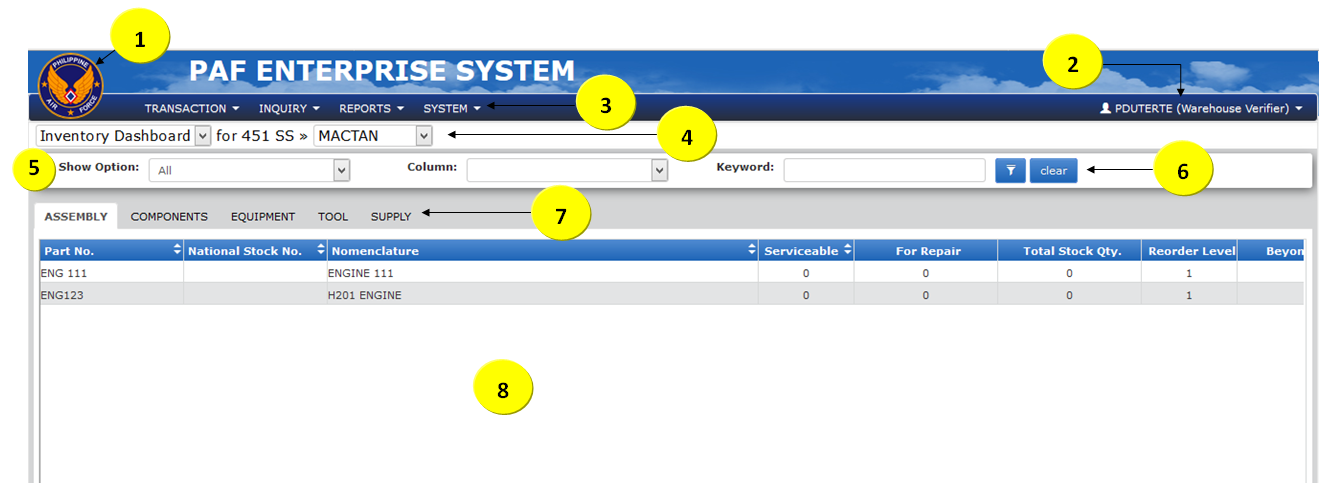 1
PHILIPPINE
AIR FORCE
PAF ENTERPRISE SYSTEM
2
TRANSACTION INQUIRY REPORTS SYSTEM 3 PDUTERTE (Warehouse Verifier)
Inventory Dashboard for 451 SS » MACTAN 4
5 Show Option: All Column: Keyword: clear 6
ASSEMBLY COMPONENTS EQUIPMENT TOOL SUPPLY 7
Part No. National Stock No. Nomenclature Serviceable For Repair Total Stock Qty. Reorder Level Beyon
ENG 111 ENGINE 111 0 0 0 1
ENG123 H201 ENGINE 0 0 0 1
8